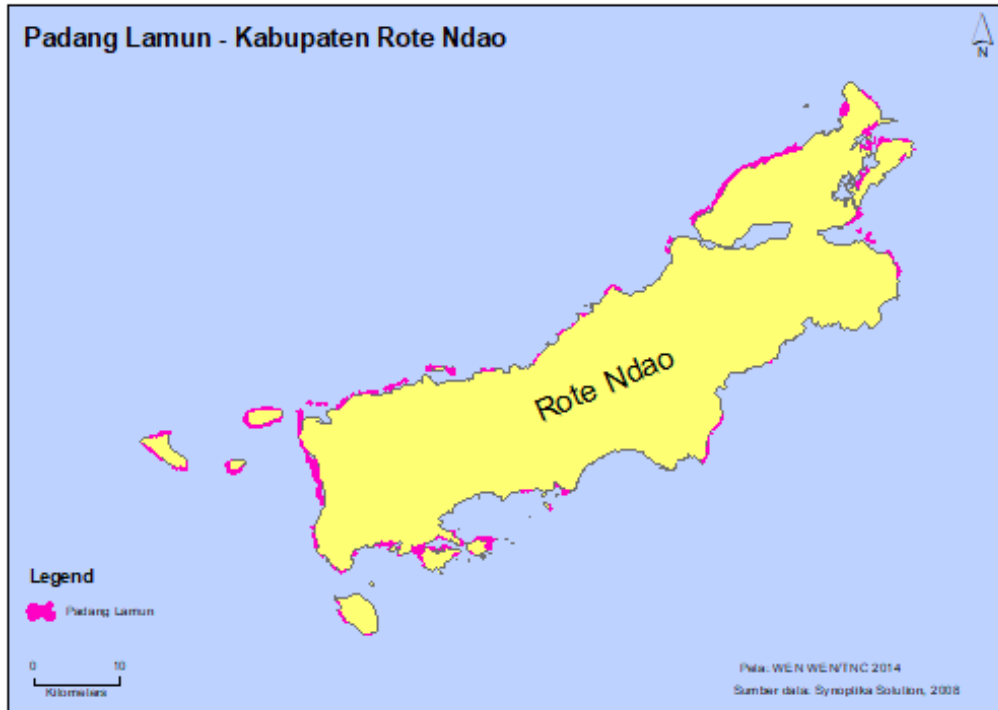 Padang Lamun - Kabupaten Rote Ndao
N
Rote Ndao
Legend
Padang Lamun
0 10
Kilometers
Peta: WEN WEN/TNC 2014
Sumber data: Synoplika Solution, 2008